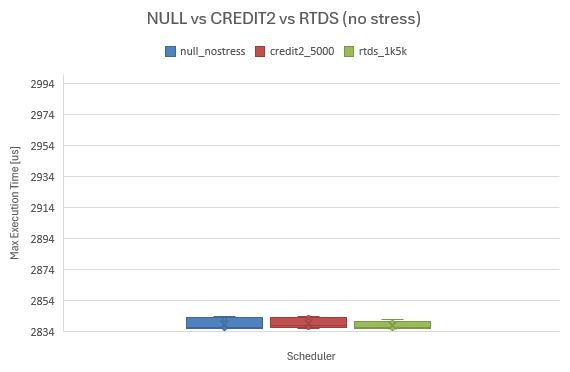 NULL vs CREDIT2 vs RTDS (no stress)
null_nostress credit2_5000 rtds_1k5k
2994
2974
2954
2934
2914
2894
2874
2854
2834
Max Execution Time [us]
Scheduler